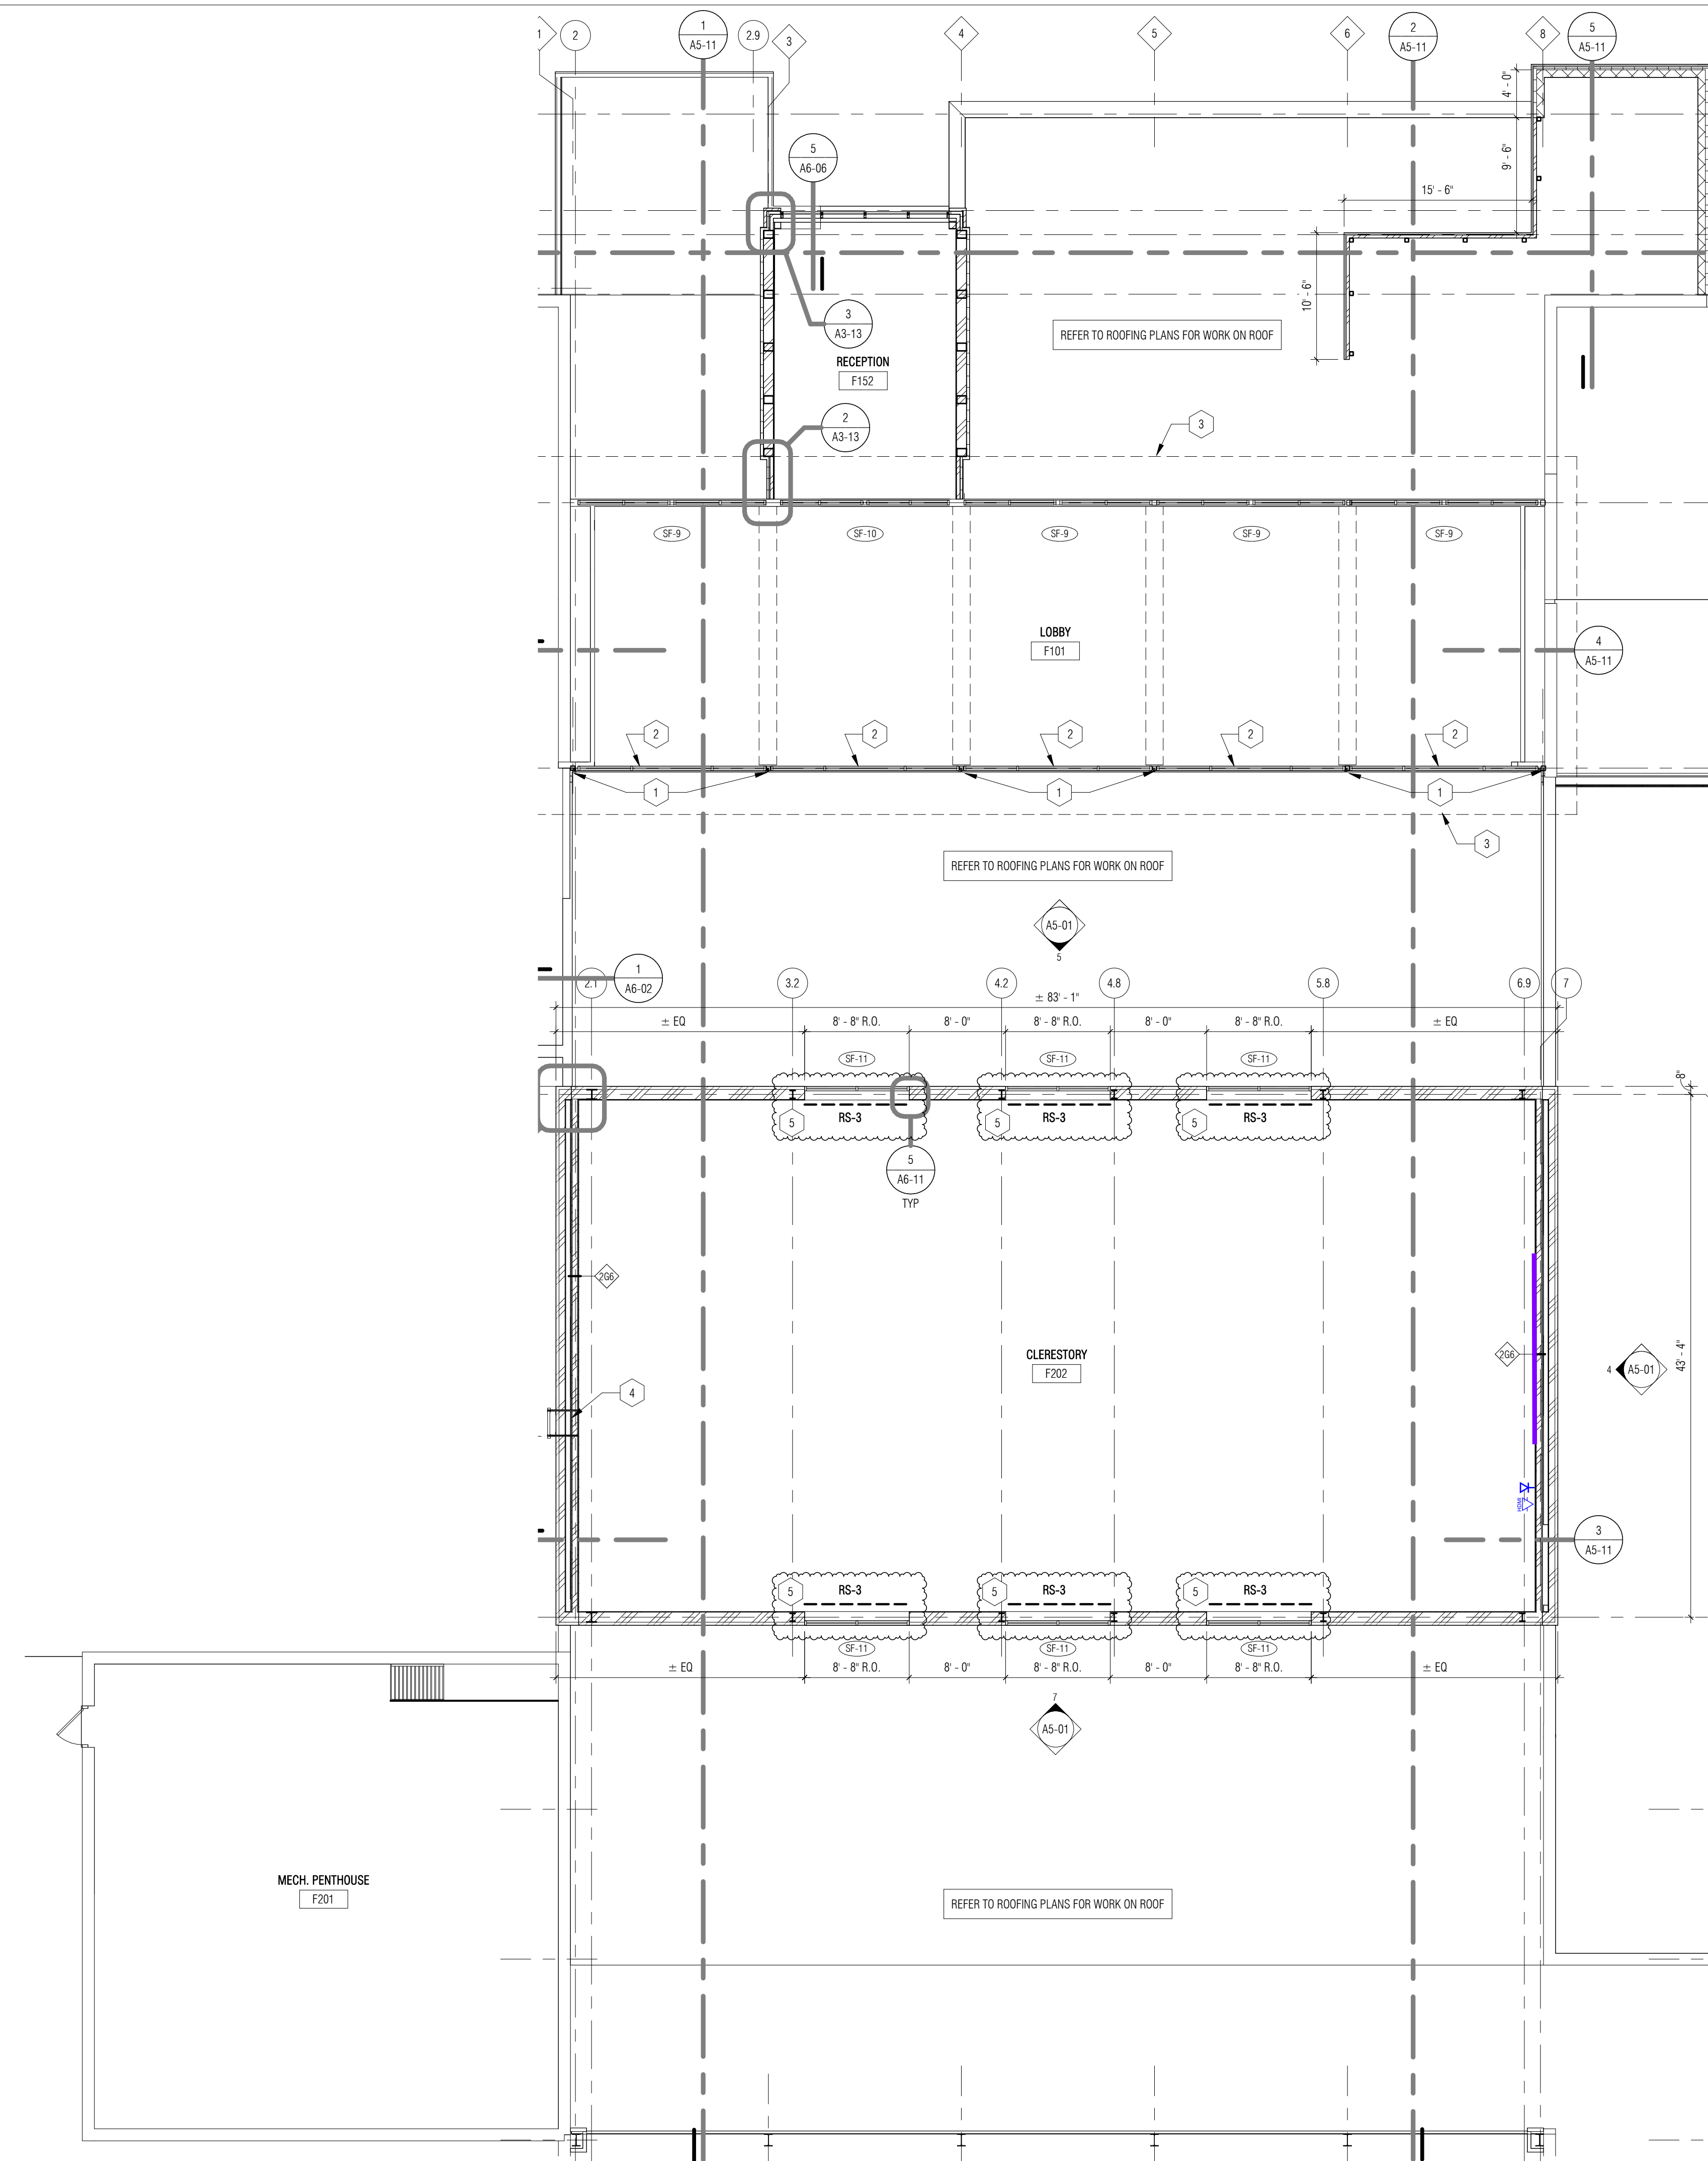 1
2
1
A5-11
2.9
3
4
5
6
2
A5-11
8
5
A5-11
4' - 0"
9' - 6"
15' - 6"
10' - 6"
5
A6-06
3
A3-13
RECEPTION
F152
REFER TO ROOFING PLANS FOR WORK ON ROOF
2
A3-13
3
SF-9
SF-10
SF-9
SF-9
SF-9
LOBBY
F101
4
A5-11
2
2
2
2
2
1
1
1
3
REFER TO ROOFING PLANS FOR WORK ON ROOF
A5-01
5
1
A6-02
2.1
3.2
4.2
4.8
5.8
6.9
7
± 83' - 1"
± EQ
8' - 8" R.O.
8' - 0"
8' - 8" R.O.
8' - 0"
8' - 8" R.O.
± EQ
SF-11
SF-11
SF-11
8"
5
RS-3
5
RS-3
5
RS-3
5
A6-11
TYP
2G6
CLERESTORY
F202
2G6
4
A5-01
43' - 4"
4
HDMI
3
A5-11
5
RS-3
5
RS-3
5
RS-3
SF-11
SF-11
SF-11
± EQ
8' - 8" R.O.
8' - 0"
8' - 8" R.O.
8' - 0"
8' - 8" R.O.
± EQ
7
A5-01
MECH. PENTHOUSE
F201
REFER TO ROOFING PLANS FOR WORK ON ROOF